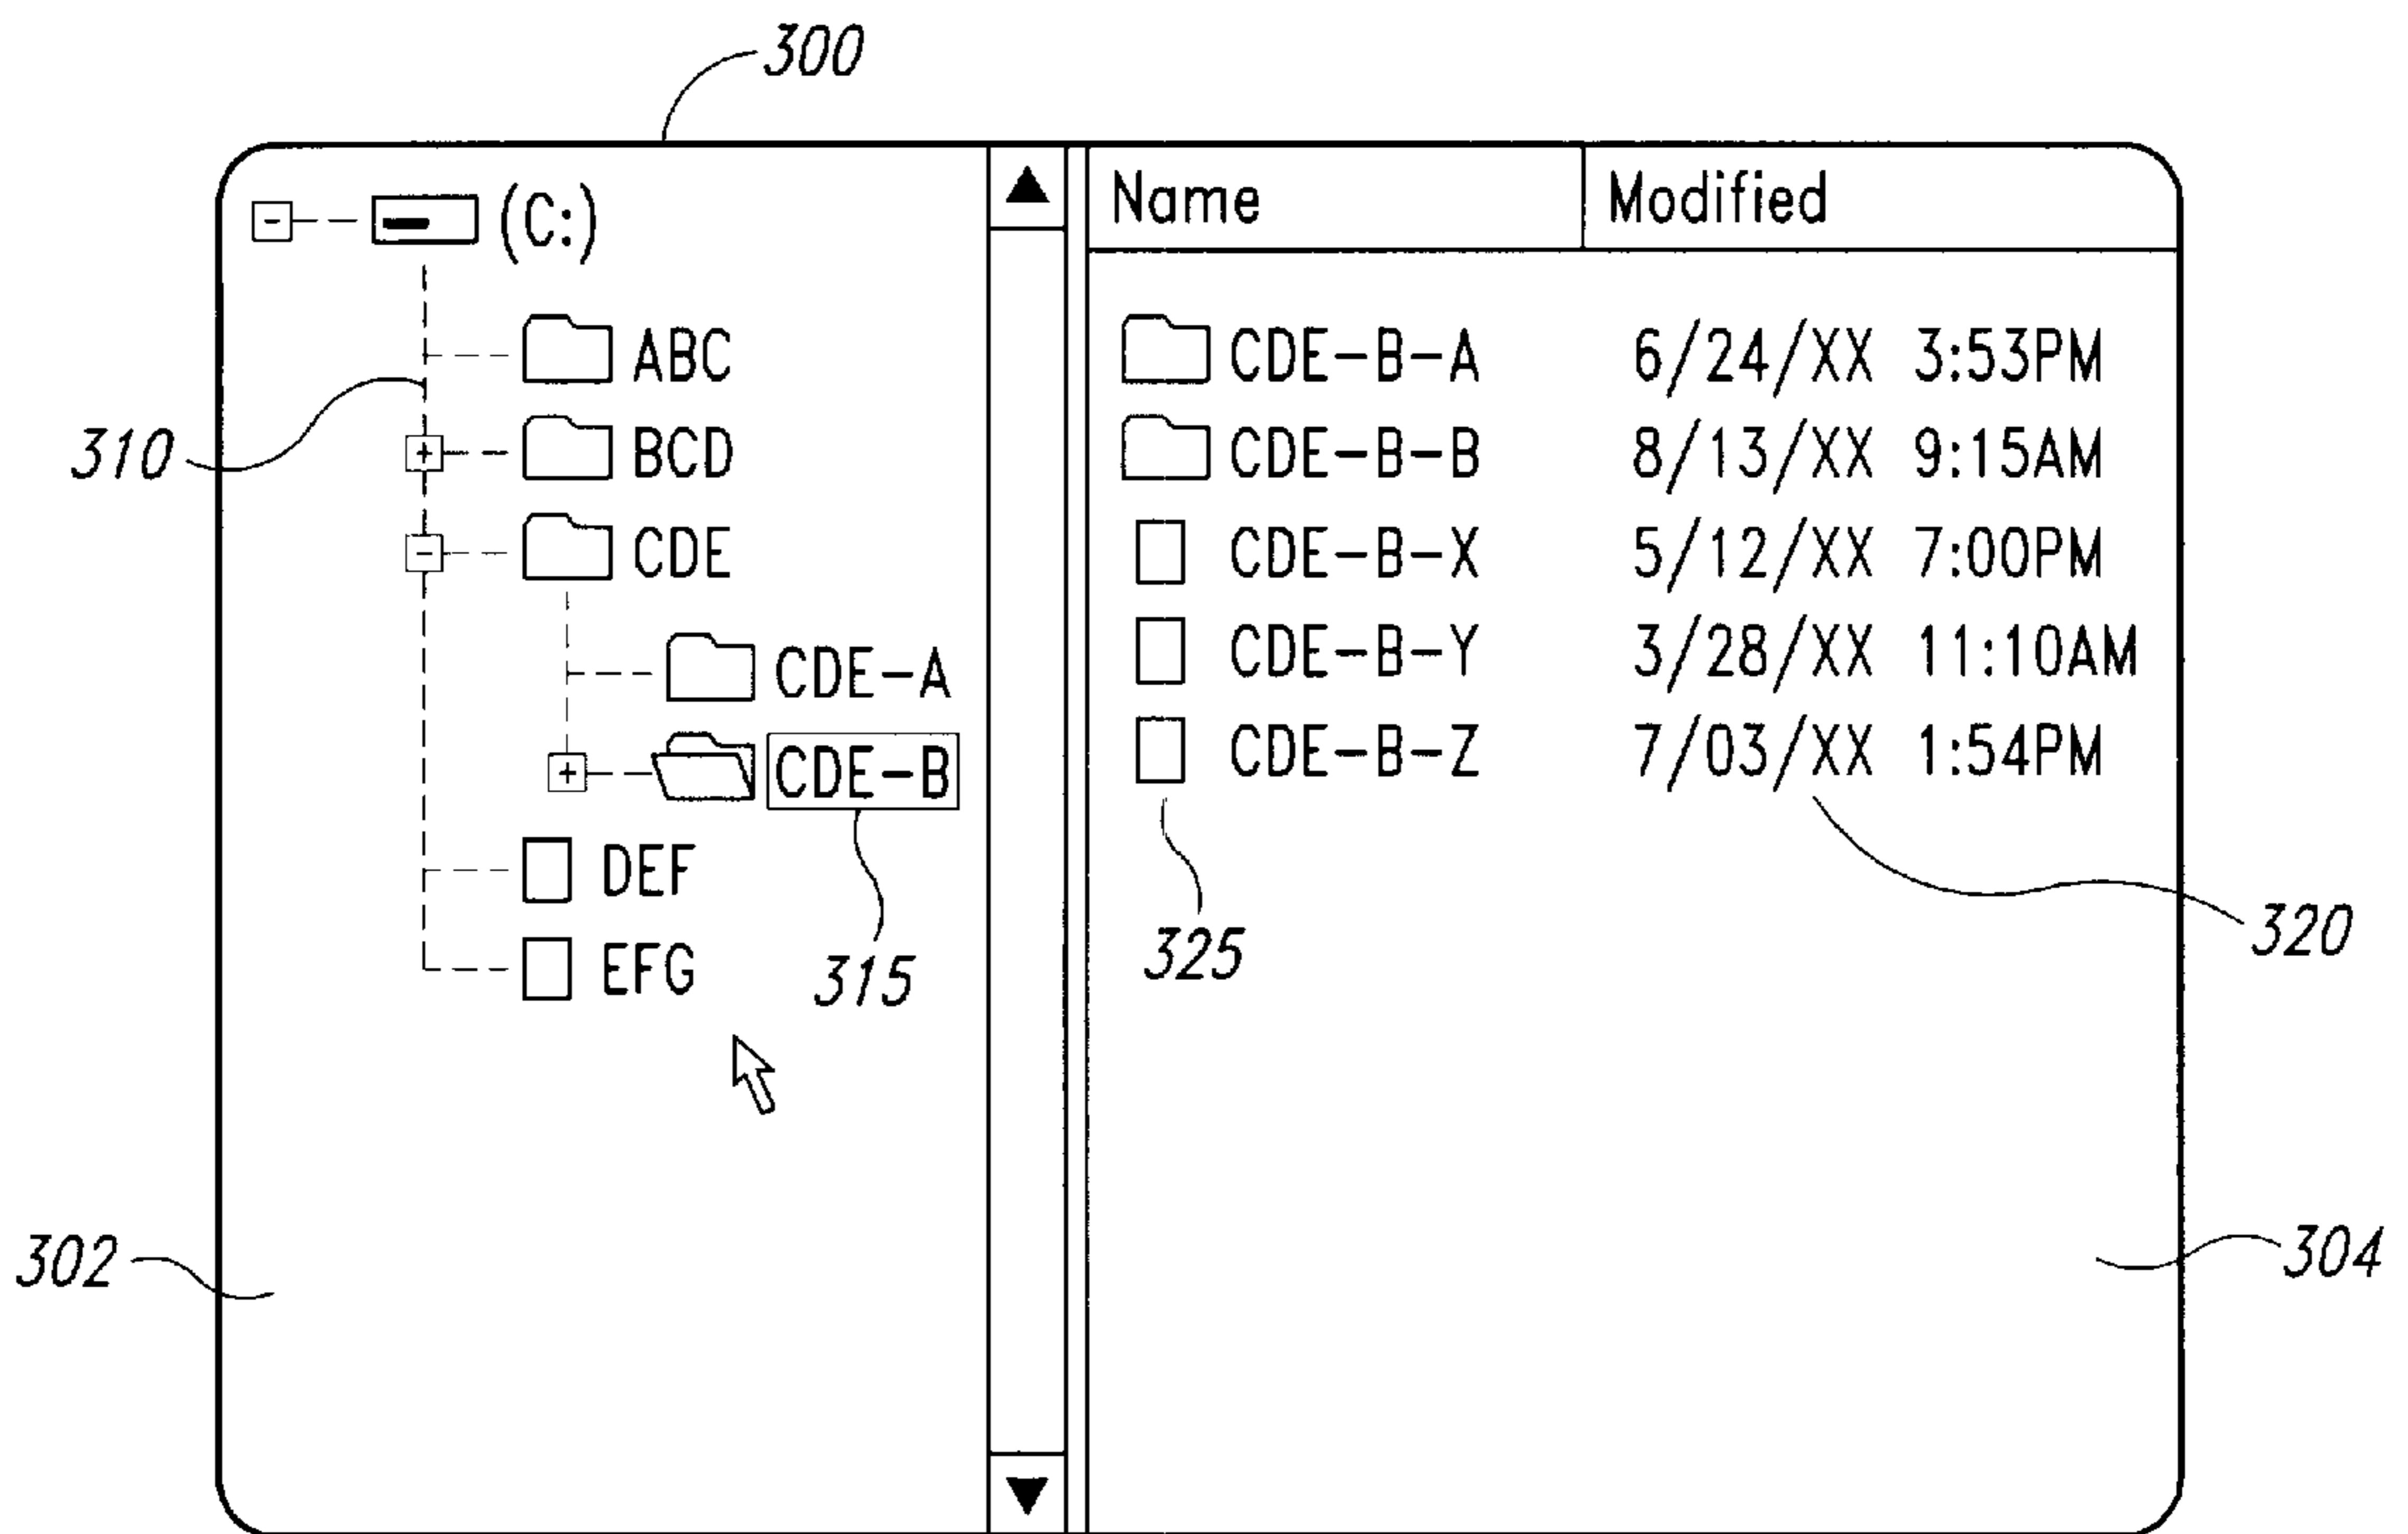 300
(C:)
ABC
310
BCD
CDE
CDE-A
CDE-B
DEF
EFG
315
302
Name Modified
CDE-B-A 6/24/XX 3:53PM
CDE-B-B 8/13/XX 9:15AM
CDE-B-X 5/12/XX 7:00PM
CDE-B-Y 3/28/XX 11:10AM
CDE-B-Z 7/03/XX 1:54PM
325
320
304